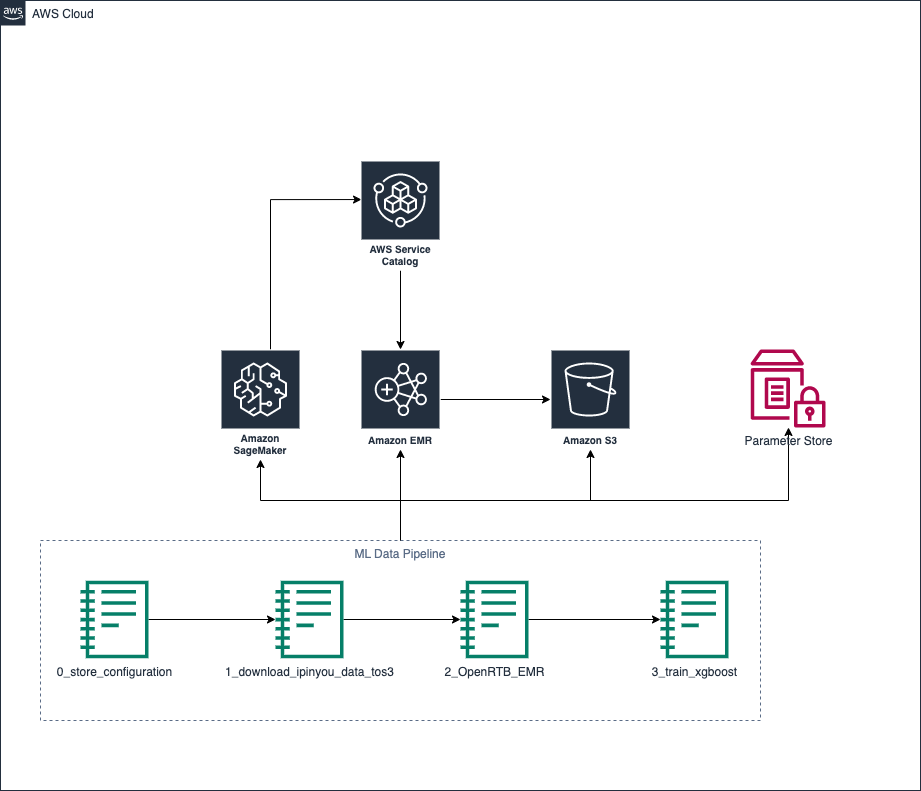 aws
AWS Cloud
AWS Service
Catalog
Amazon
SageMaker
Amazon EMR
Amazon S3
Parameter Store
ML Data Pipeline
0_store_configuration
1_download_ipinyou_data_tos3
2_OpenRTB_EMR
3_train_xgboost